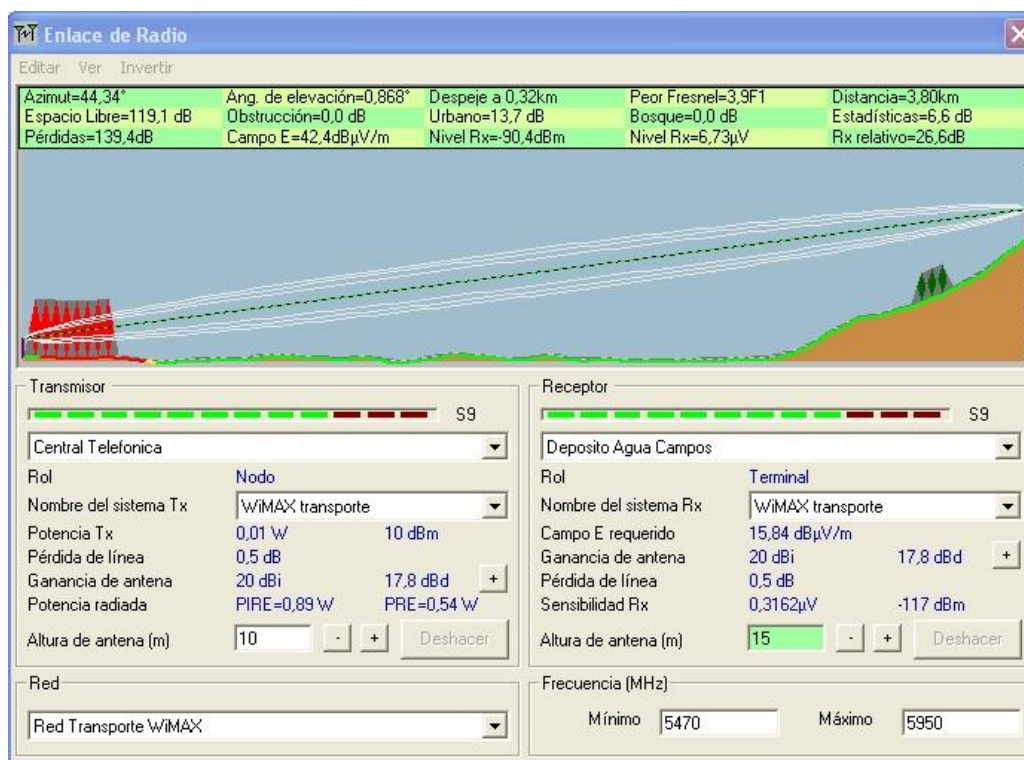 Enlace de Radio
Editar Ver Invertir
Azimut=44,34° Ang. de elevación=0,868° Despeje a 0,32km Peor Fresnel=3,9F1 Distancia=3,80km
Espacio Libre=119,1 dB Obstrucción=0,0 dB Urbano=13,7 dB Bosque=0,0 dB Estadísticas=6,6 dB
Pérdidas=139,4dB Campo E=42,4dBµV/m Nivel Rx=-90,4dBm Nivel Rx=6,73µV Rx relativo=26,6dB
Transmisor
S9
Central Telefonica
Rol Nodo
Nombre del sistema Tx WiMAX transporte
Potencia Tx 0,01 W 10 dBm
Pérdida de línea 0,5 dB
Ganancia de antena 20 dBi 17,8 dBd +
Potencia radiada PIRE=0,89 W PRE=0,54 W
Altura de antena (m) 10 - + Deshacer
Red
Red Transporte WiMAX
Receptor
S9
Deposito Agua Campos
Rol Terminal
Nombre del sistema Rx WiMAX transporte
Campo E requerido 15,84 dBµV/m
Ganancia de antena 20 dBi 17,8 dBd +
Pérdida de línea 0,5 dB
Sensibilidad Rx 0,3162µV -117 dBm
Altura de antena (m) 15 - + Deshacer
Frecuencia (MHz)
Mínimo 5470 Máximo 5950